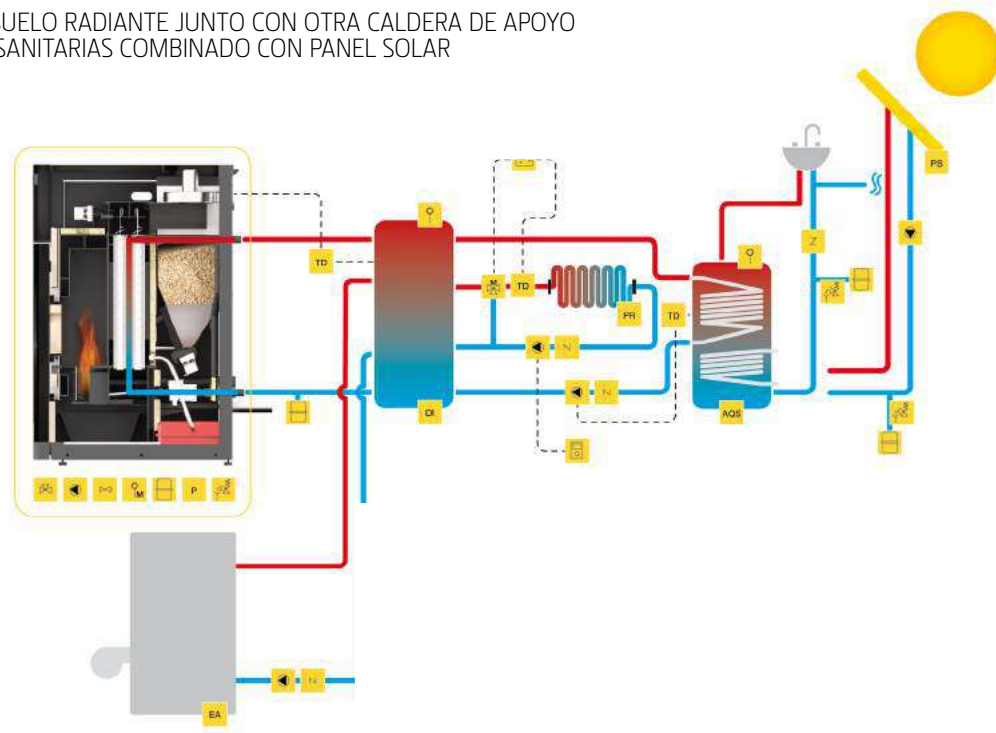 SUELO RADIANTE JUNTO CON OTRA CALDERA DE APOYO
SANITARIAS COMBINADO CON PANEL SOLAR
PS
M
TD
TD
PR
TD
DI
AQS
M
P
EA